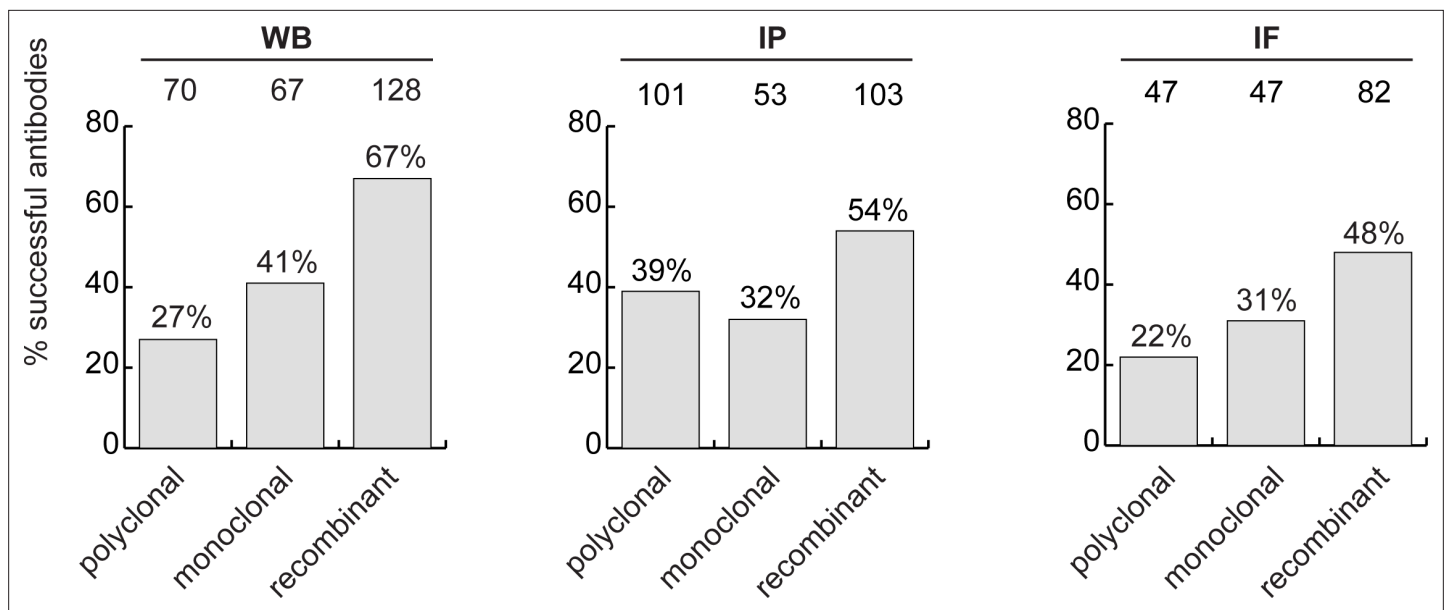 % successful antibodies
WB
70 67 128
80
60
40
20
0
27%
41%
67%
polyclonal
monoclonal
recombinant
IP
101 53 103
80
60
40
20
0
39%
32%
54%
polyclonal
monoclonal
recombinant
IF
47 47 82
80
60
40
20
0
22%
31%
48%
polyclonal
monoclonal
recombinant